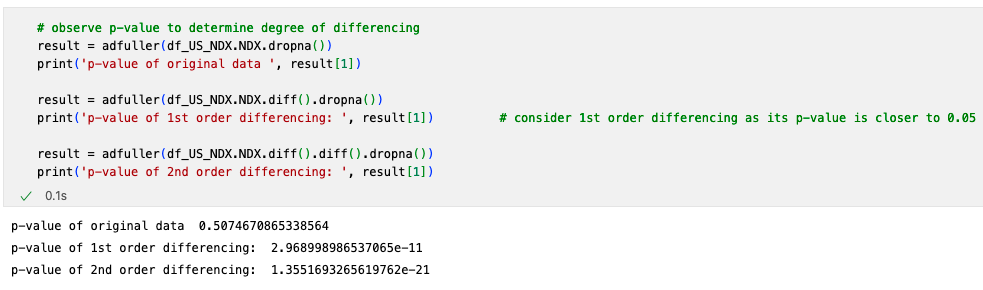 # observe p-value to determine degree of differencing
result = adfuller(df_US_NDX.NDX.dropna())
print('p-value of original data ', result[1])
result = adfuller(df_US_NDX.NDX.diff().dropna())
print('p-value of 1st order differencing: ', result[1])        # consider 1st order differencing as its p-value is closer to 0.05
result = adfuller(df_US_NDX.NDX.diff().diff().dropna())
print('p-value of 2nd order differencing: ', result[1])
✓ 0.1s
p-value of original data  0.5074670865338564
p-value of 1st order differencing:  2.968998986537065e-11
p-value of 2nd order differencing:  1.3551693265619762e-21